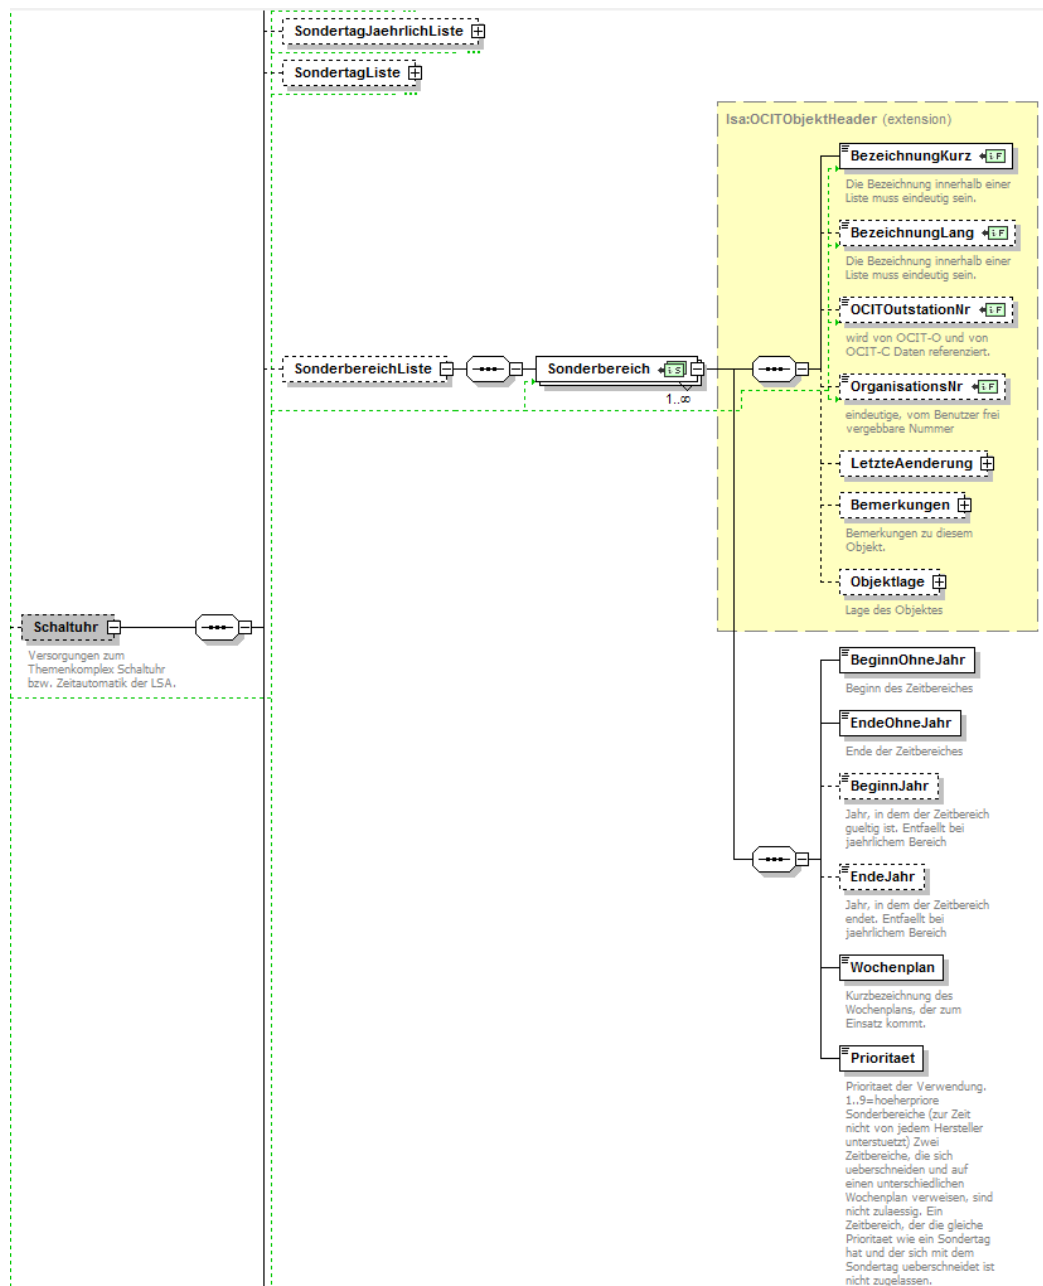 SondertagJaehrlichListe
SondertagListe
lsa:OCITObjektHeader (extension)
BezeichnungKurz
Die Bezeichnung innerhalb einer
Liste muss eindeutig sein.
BezeichnungLang
Die Bezeichnung innerhalb einer
Liste muss eindeutig sein.
OCITOutstationNr
wird von OCIT-O und von
OCIT-C Daten referenziert.
SonderbereichListe
Sonderbereich
1..∞
OrganisationsNr
eindeutige, vom Benutzer frei
vergebbare Nummer
LetzteAenderung
Bemerkungen
Bemerkungen zu diesem
Objekt.
Objektlage
Lage des Objektes
Schaltuhr
Versorgungen zum
Themenkomplex Schaltuhr
bzw. Zeitautomatik der LSA.
BeginnOhneJahr
Beginn des Zeitbereiches
EndeOhneJahr
Ende der Zeitbereiches
BeginnJahr
Jahr, in dem der Zeitbereich
gueltig ist. Entfaellt bei
jaehrlichem Bereich
EndeJahr
Jahr, in dem der Zeitbereich
endet. Entfaellt bei
jaehrlichem Bereich
Wochenplan
Kurzbezeichnung des
Wochenplans, der zum
Einsatz kommt.
Prioritaet
Prioritaet der Verwendung.
1..9=hoeherpriore
Sonderbereiche (zur Zeit
nicht von jedem Hersteller
unterstuetzt) Zwei
Zeitbereiche, die sich
ueberschneiden und auf
einen unterschiedlichen
Wochenplan verweisen, sind
nicht zulaessig. Ein
Zeitbereich, der die gleiche
Prioritaet wie ein Sondertag
hat und der sich mit dem
Sondertag ueberschneidet ist
nicht zugelassen.